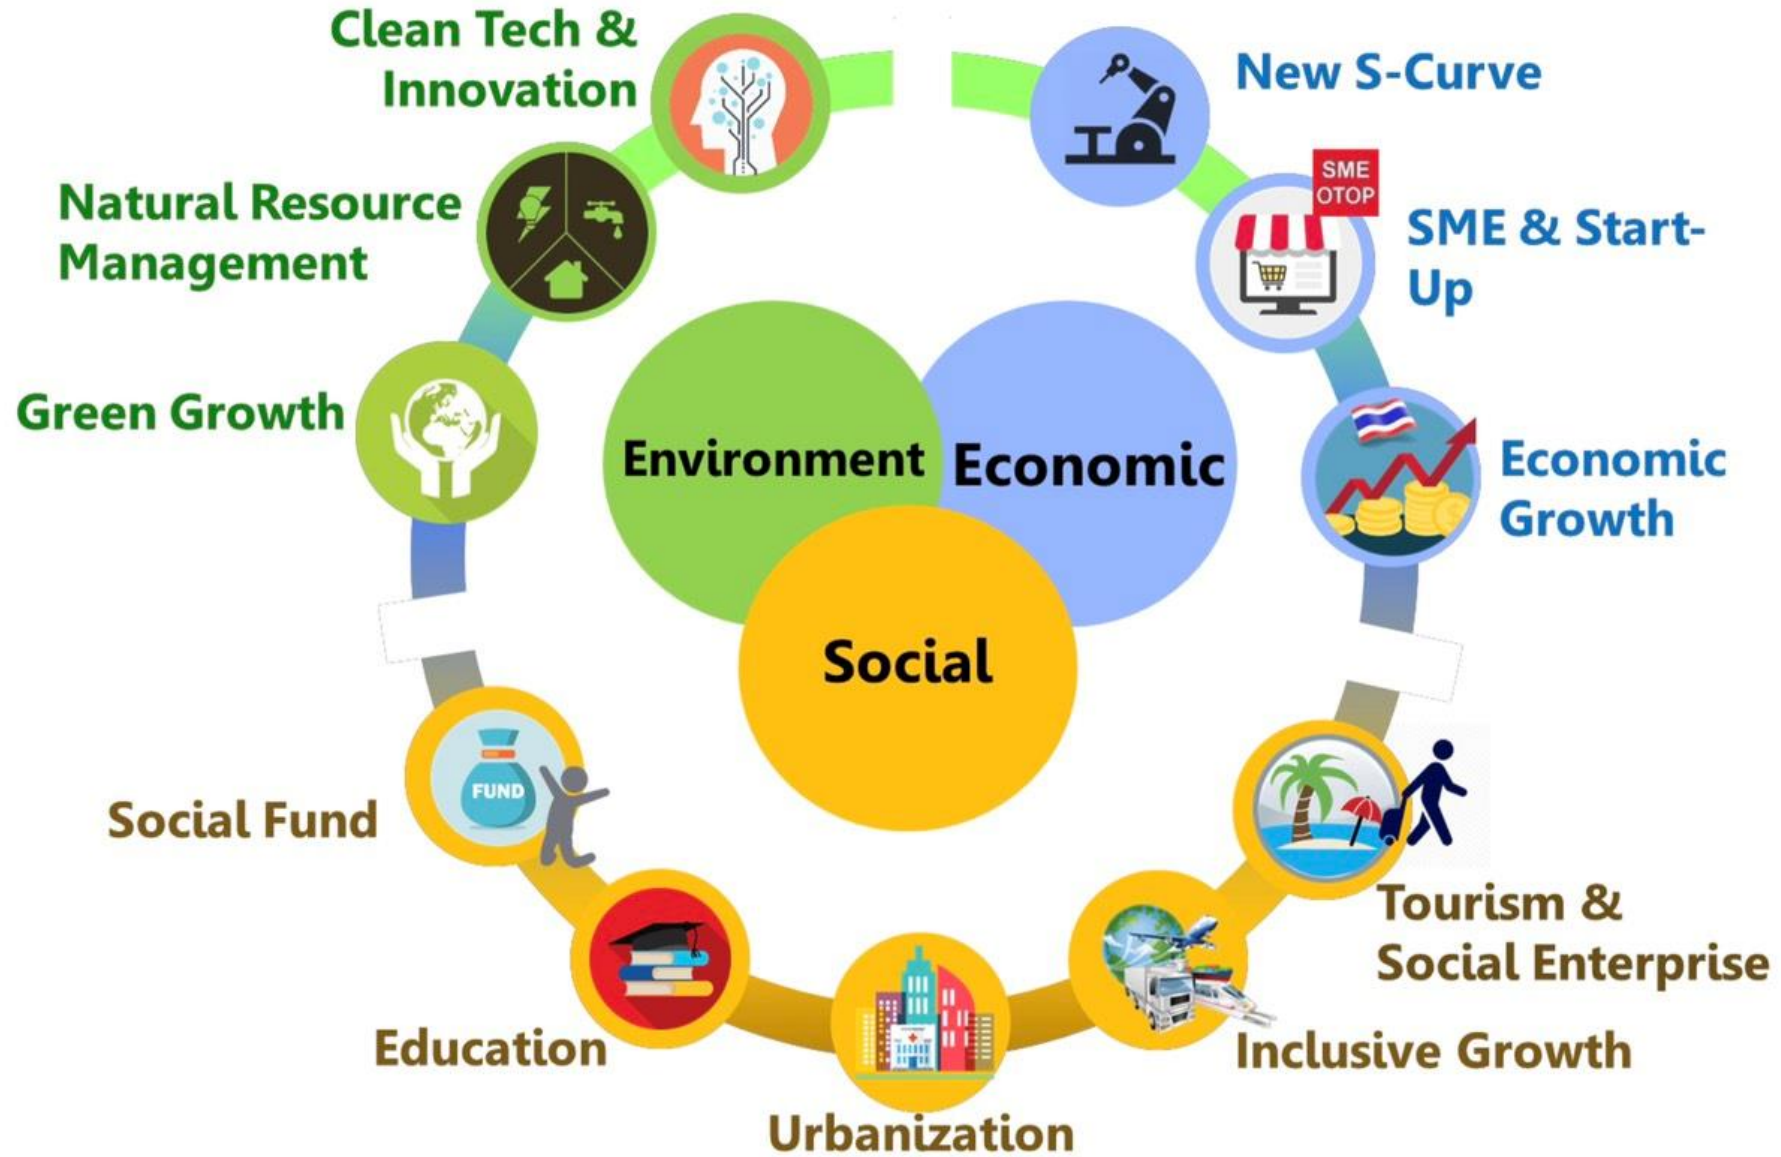 Clean Tech &
Innovation
New S-Curve
SME
OTOP
Natural Resource
Management
SME & Start-
Up
Green Growth
Environment
Economic
Economic
Growth
Social
FUND
Social Fund
Tourism &
Social Enterprise
Education
Inclusive Growth
Urbanization